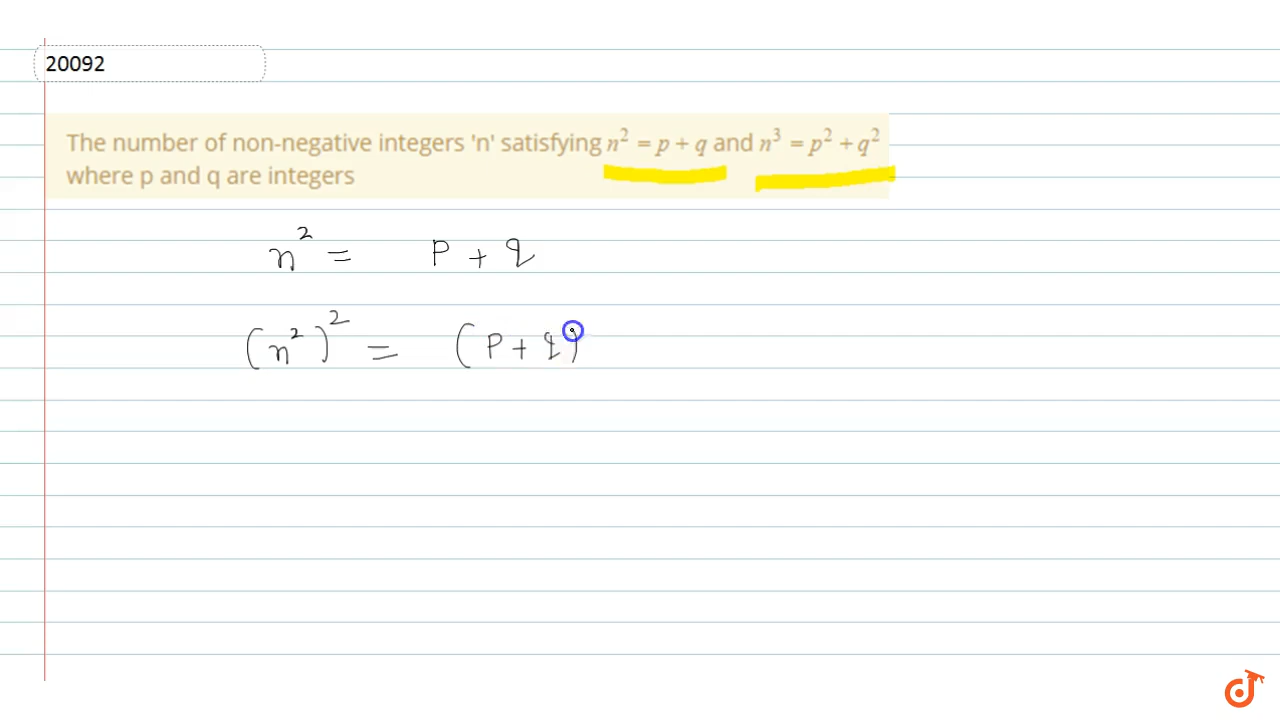 20092
The number of non-negative integers 'n' satisfying n² = p + q and n³ = p² + q²
where p and q are integers
n² = P + q
(n²)² = (P + q)